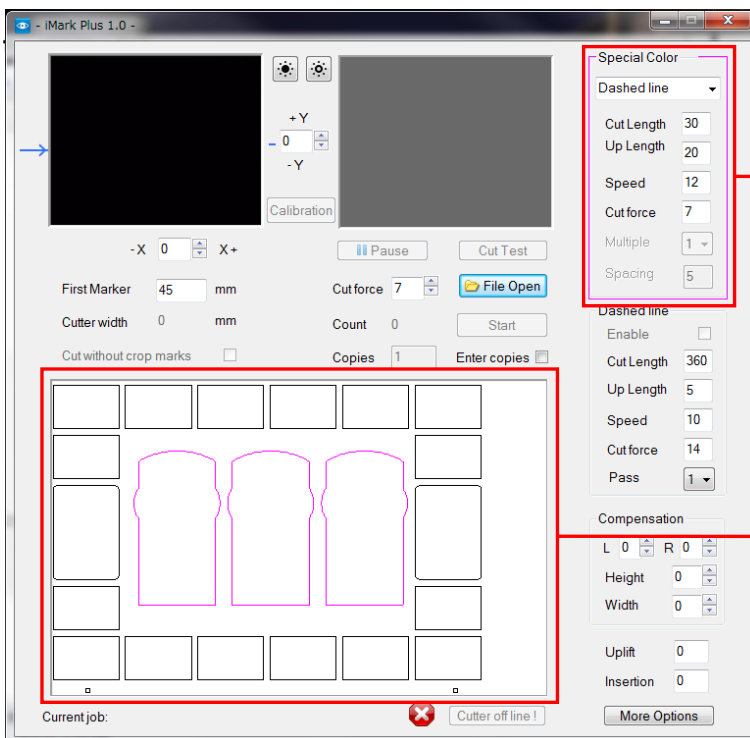 - iMark Plus 1.0 -
+ Y
0
- Y
Calibration
- X 0 X +
Pause
Cut Test
First Marker 45 mm
Cut force 7
File Open
Cutter width 0 mm
Count 0
Start
Cut without crop marks
Copies 1
Enter copies
Special Color
Dashed line
Cut Length 30
Up Length 20
Speed 12
Cut force 7
Multiple 1
Spacing 5
Dashed line
Enable
Cut Length 360
Up Length 5
Speed 10
Cut force 14
Pass 1
Compensation
L 0 R 0
Height 0
Width 0
Uplift 0
Insertion 0
Current job:
Cutter off line !
More Options